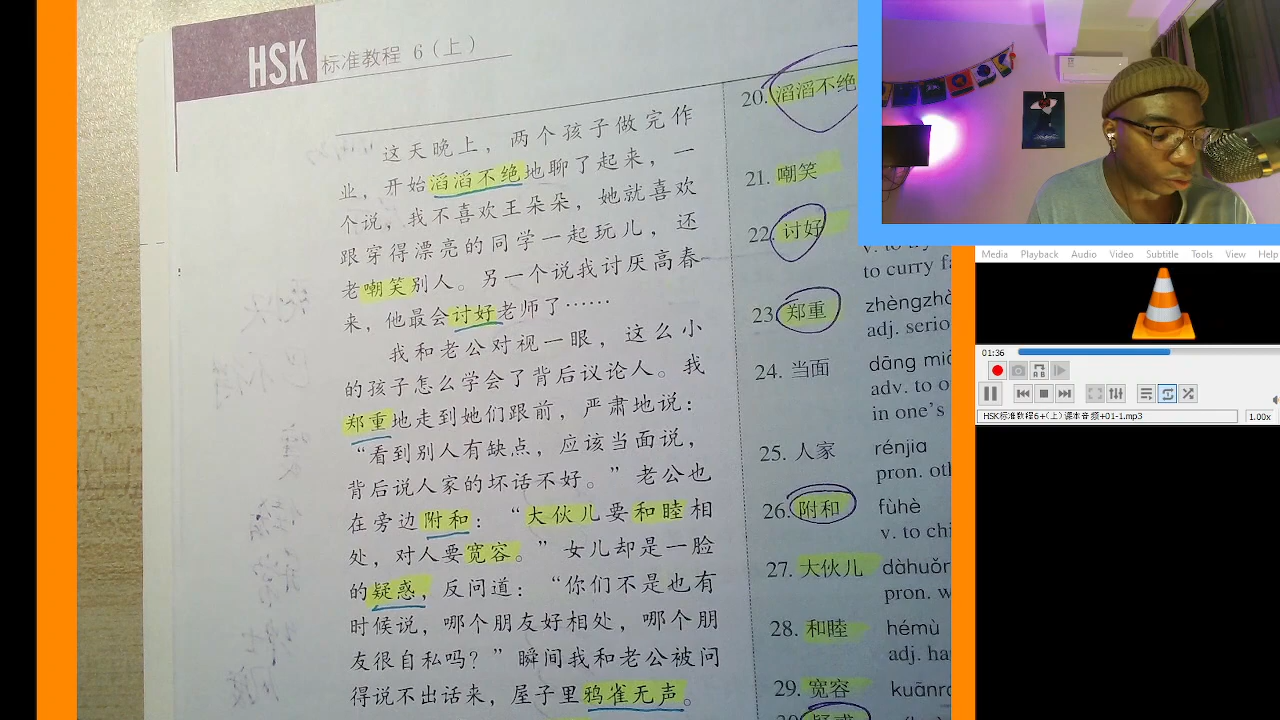 HSK 标准教程 6（上）
这天晚上，两个孩子做完作
业，开始滔滔不绝地聊了起来，一
个说，我不喜欢王朵朵，她就喜欢
跟穿得漂亮的同学一起玩儿，还
老嘲笑别人。另一个说我讨厌高春
来，他最会讨好老师了……
我和老公对视一眼，这么小
的孩子怎么学会了背后议论人。我
郑重地走到她们跟前，严肃地说：
“看到别人有缺点，应该当面说，
背后说人家的坏话不好。”老公也
在旁边附和：“大伙儿要和睦相
处，对人要宽容。”女儿却是一脸
的疑惑，反问道：“你们不是也有
时候说，哪个朋友好相处，哪个朋
友很自私吗？”瞬间我和老公被问
得说不出话来，屋子里鸦雀无声。
20. 滔滔不绝
21. 嘲笑
22. 讨好
to curry
23 郑重
adj.
24. 当面
adv. to
in one's
25. 人家 rénjia
pron.
26. 附和 fùhè
v. to
27. 大伙儿
pron.
28. 和睦 hémù
adj.
29. 宽容
Media Playback Audio Video Subtitle Tools View Help
01:36
HSK标准教程6+(上)课本音频+01-1.mp3 1.00x